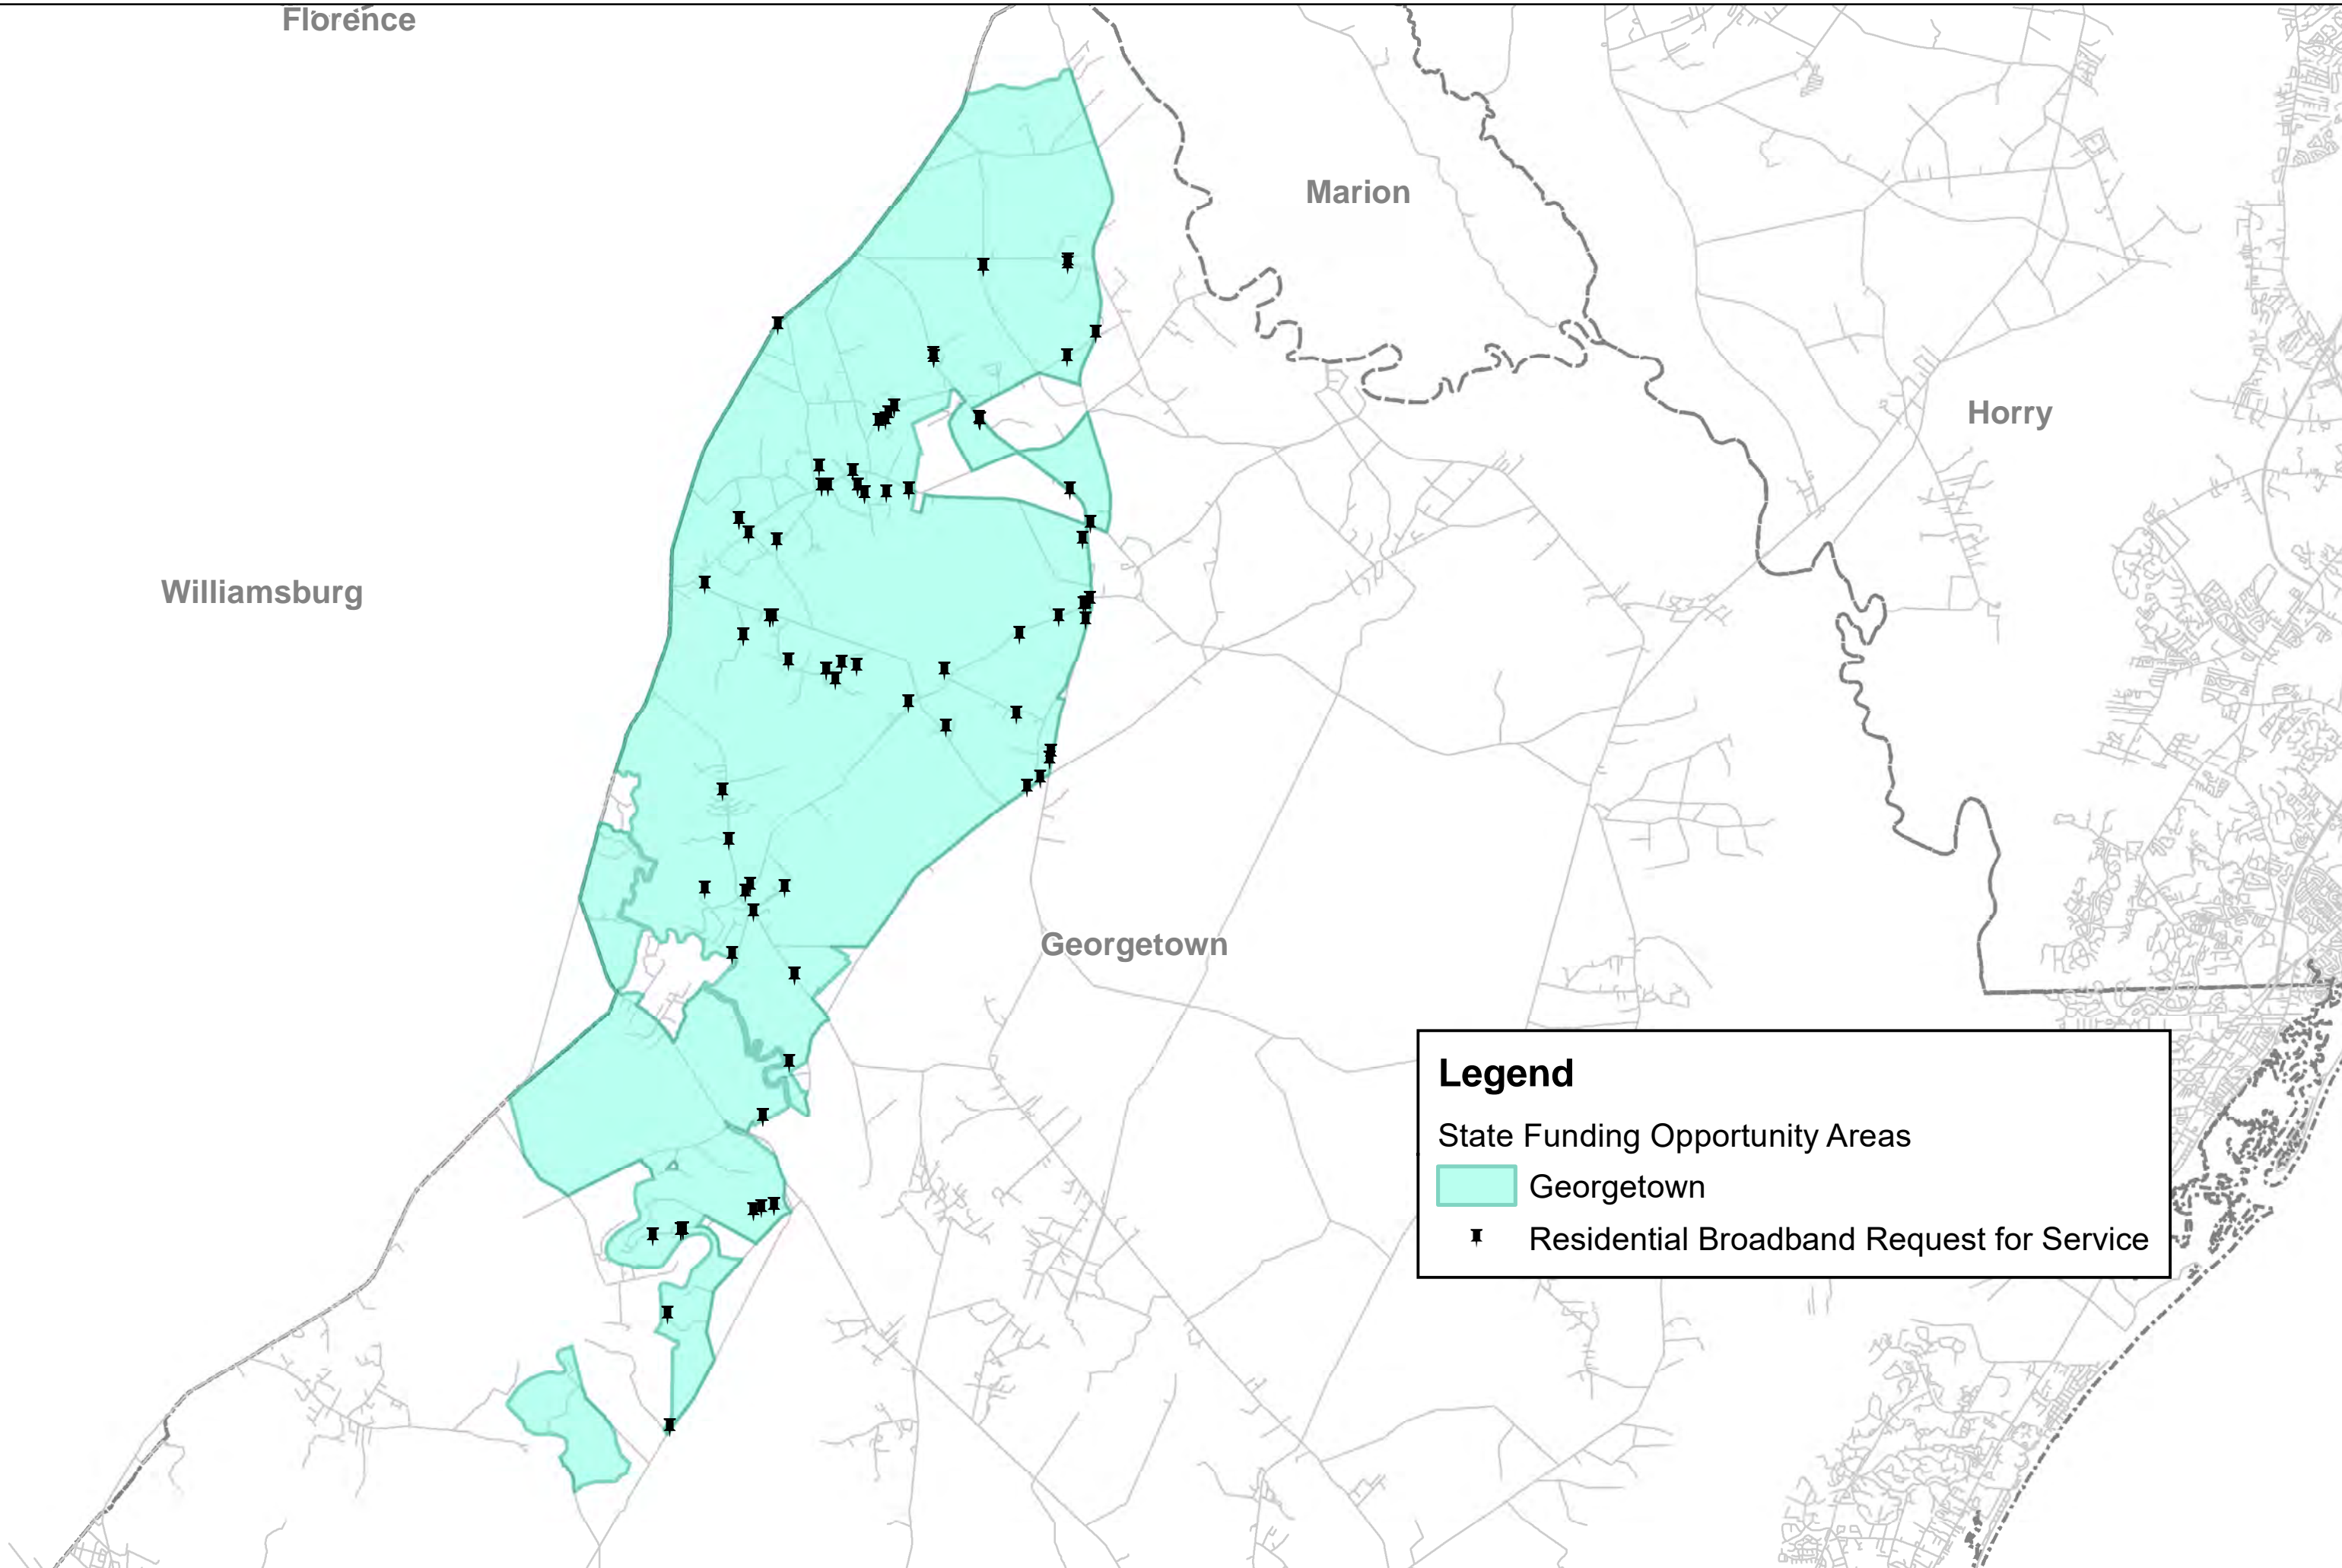 Florence
Marion
Horry
Williamsburg
Georgetown
Legend
State Funding Opportunity Areas
Georgetown
Residential Broadband Request for Service